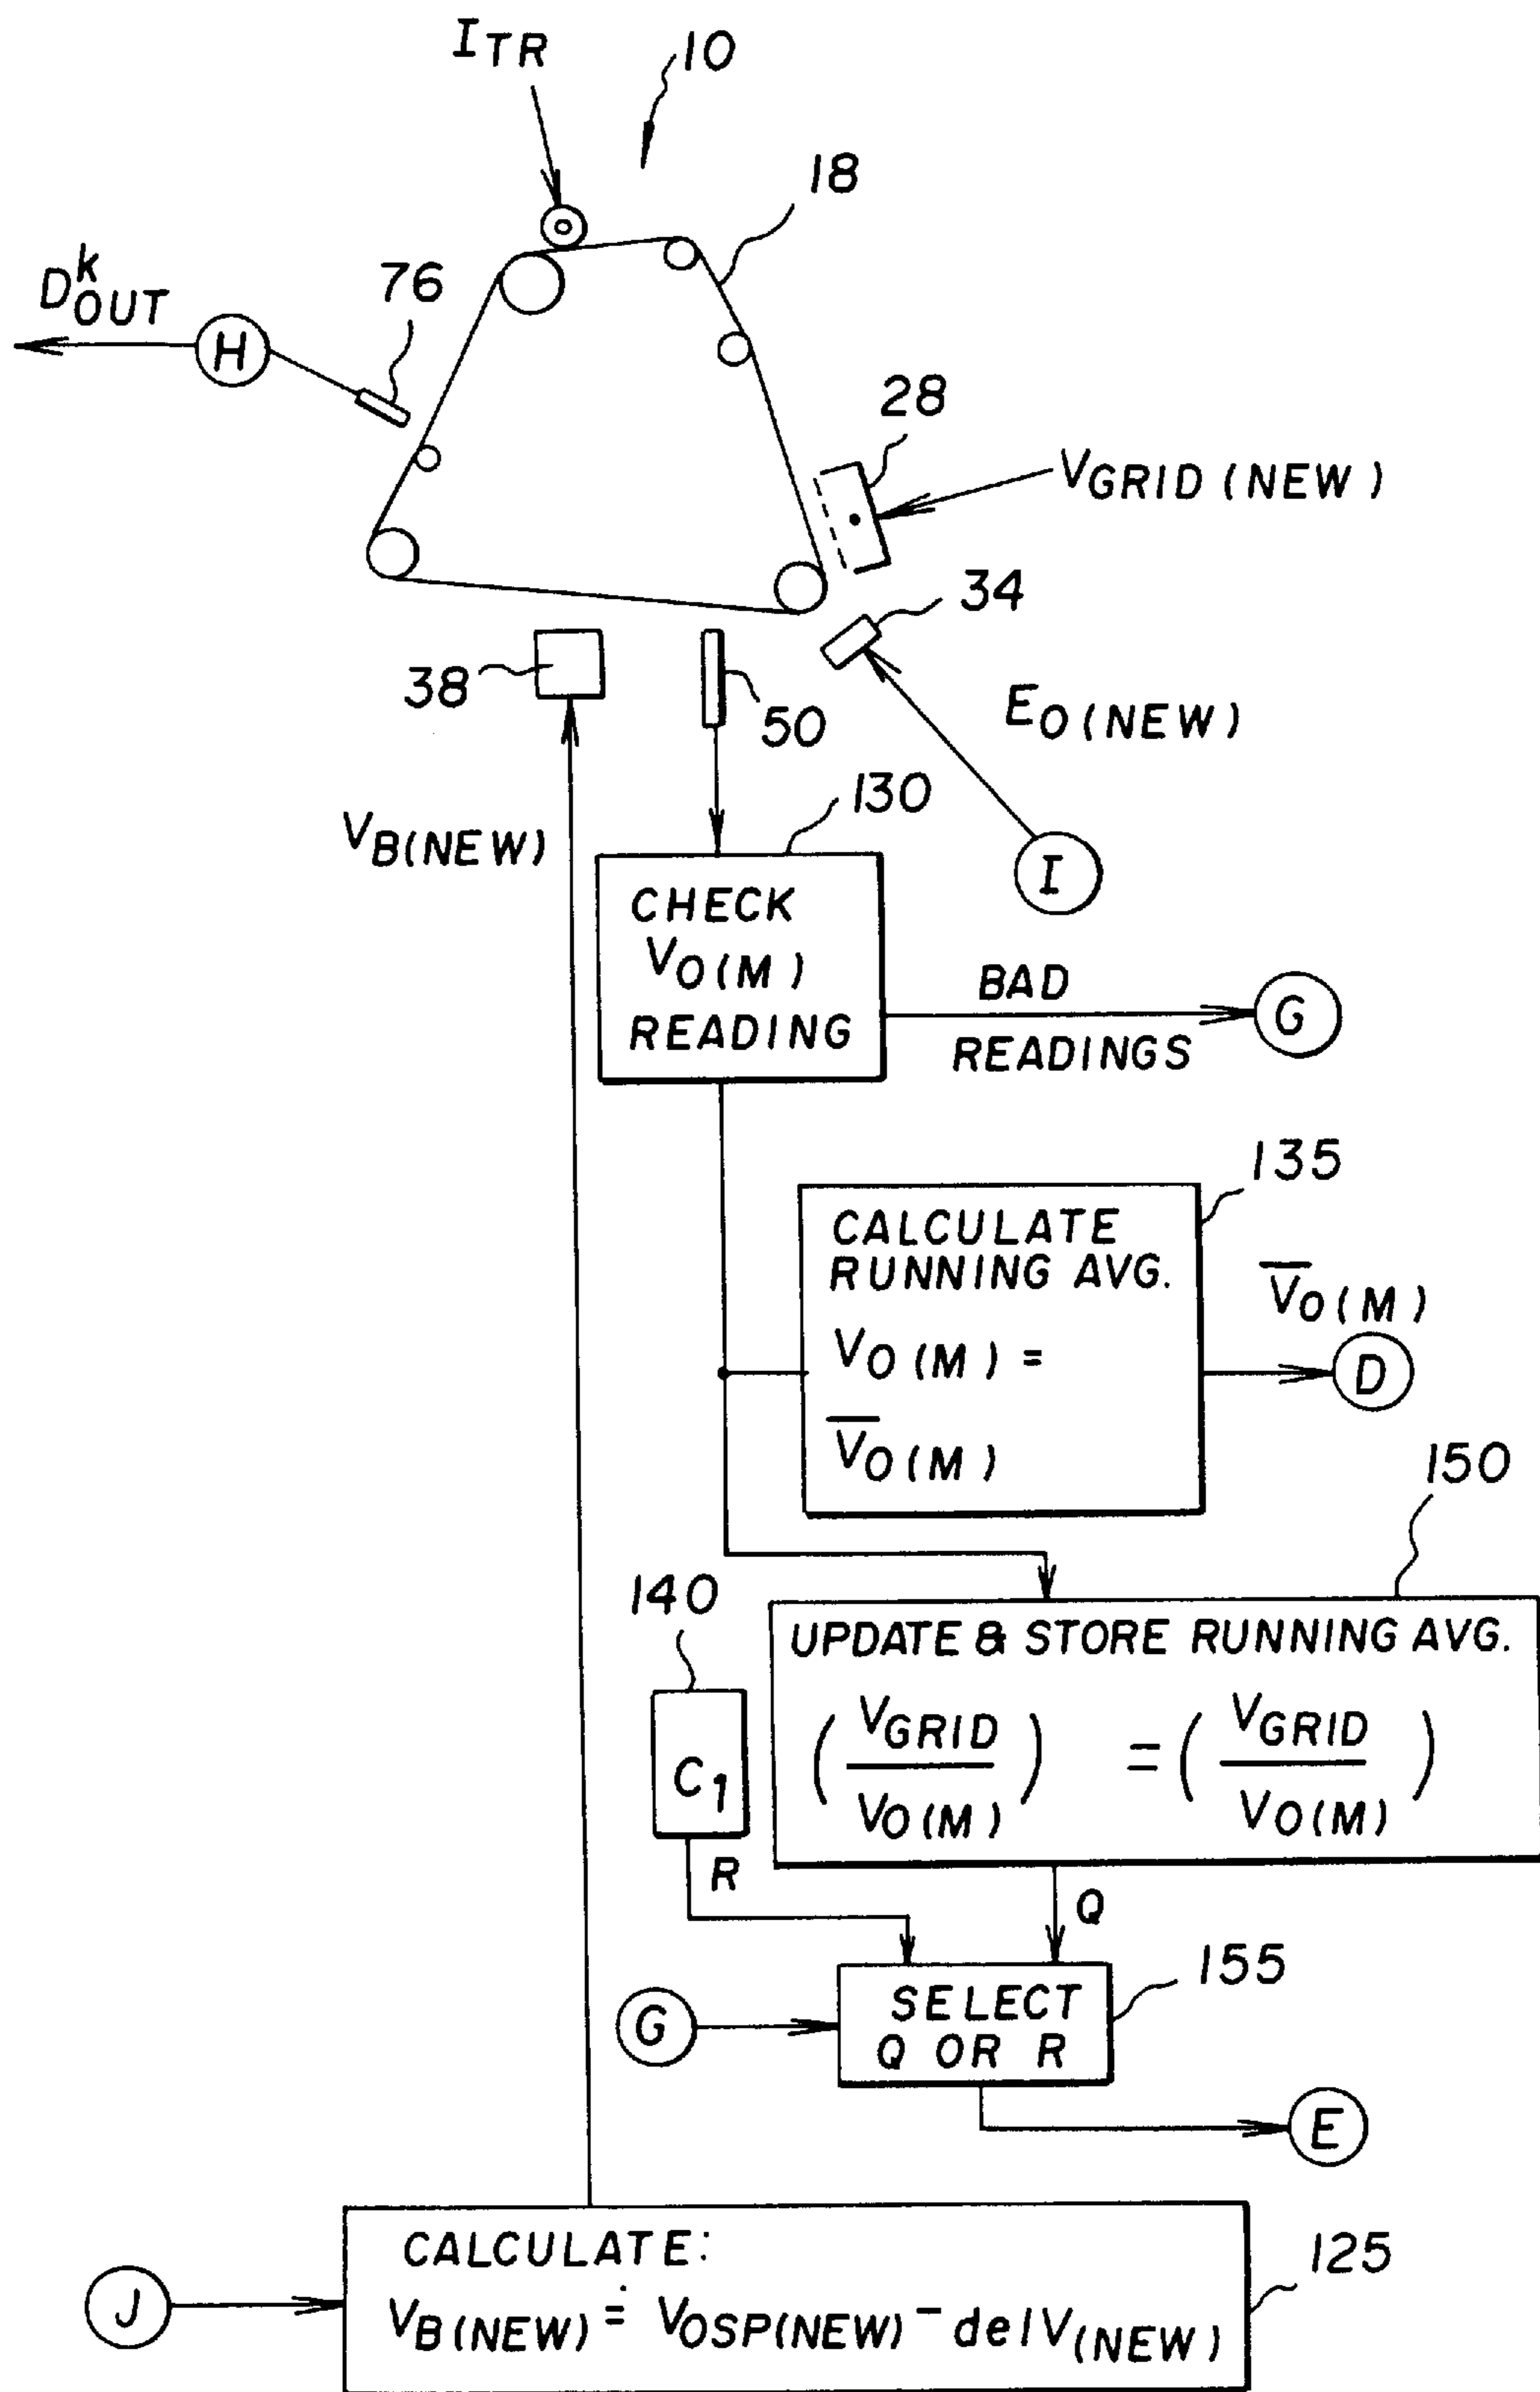 I_TR
10
18
D^k_OUT
76
H
28
V_GRID (NEW)
34
38
50
E_O (NEW)
130
V_B(NEW)
I
CHECK
V_O(M)
READING
BAD
READINGS
G
135
CALCULATE
RUNNING AVG.
V_O(M) =
V̅_O(M)
V̅_O(M)
D
150
140
UPDATE & STORE RUNNING AVG.
(V_GRID / V_O(M)) = (V_GRID / V_O(M))
C_1
R
Q
155
SELECT
Q OR R
G
E
CALCULATE:
125
J
V_B(NEW) = V_OSP(NEW) - delV_(NEW)